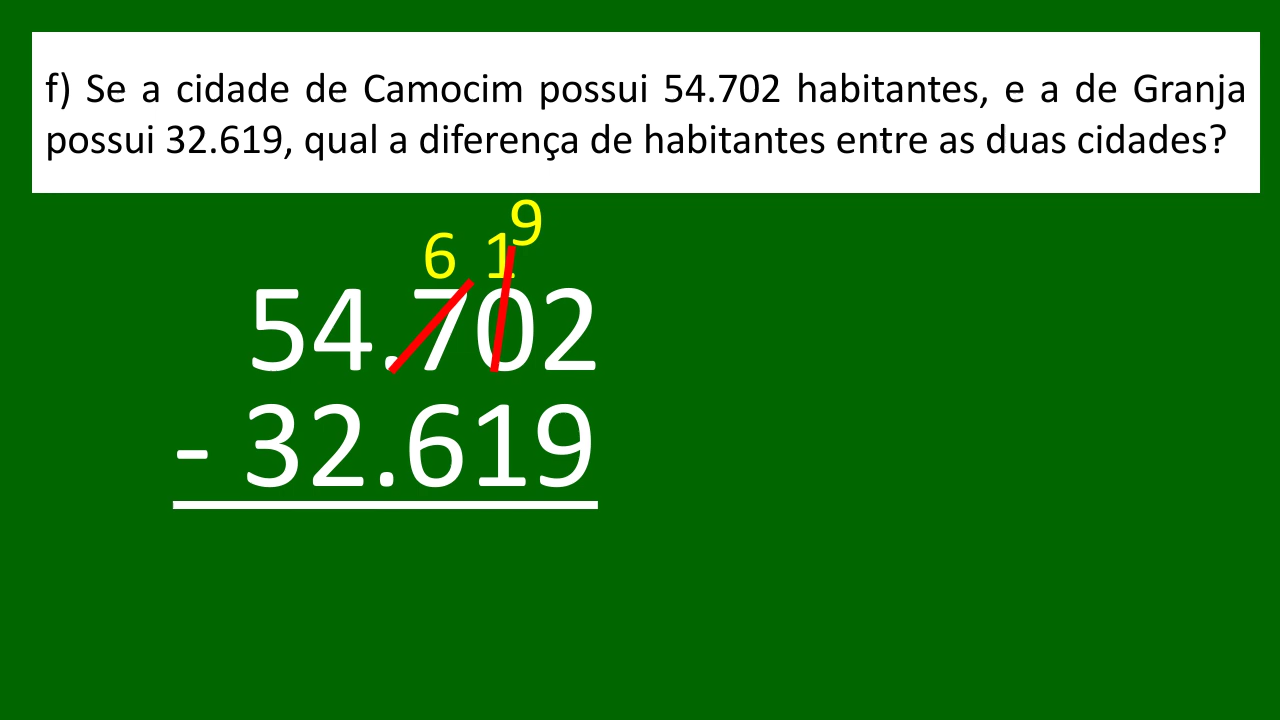 f) Se a cidade de Camocim possui 54.702 habitantes, e a de Granja
possui 32.619, qual a diferença de habitantes entre as duas cidades?
9
6 1
54.702
- 32.619